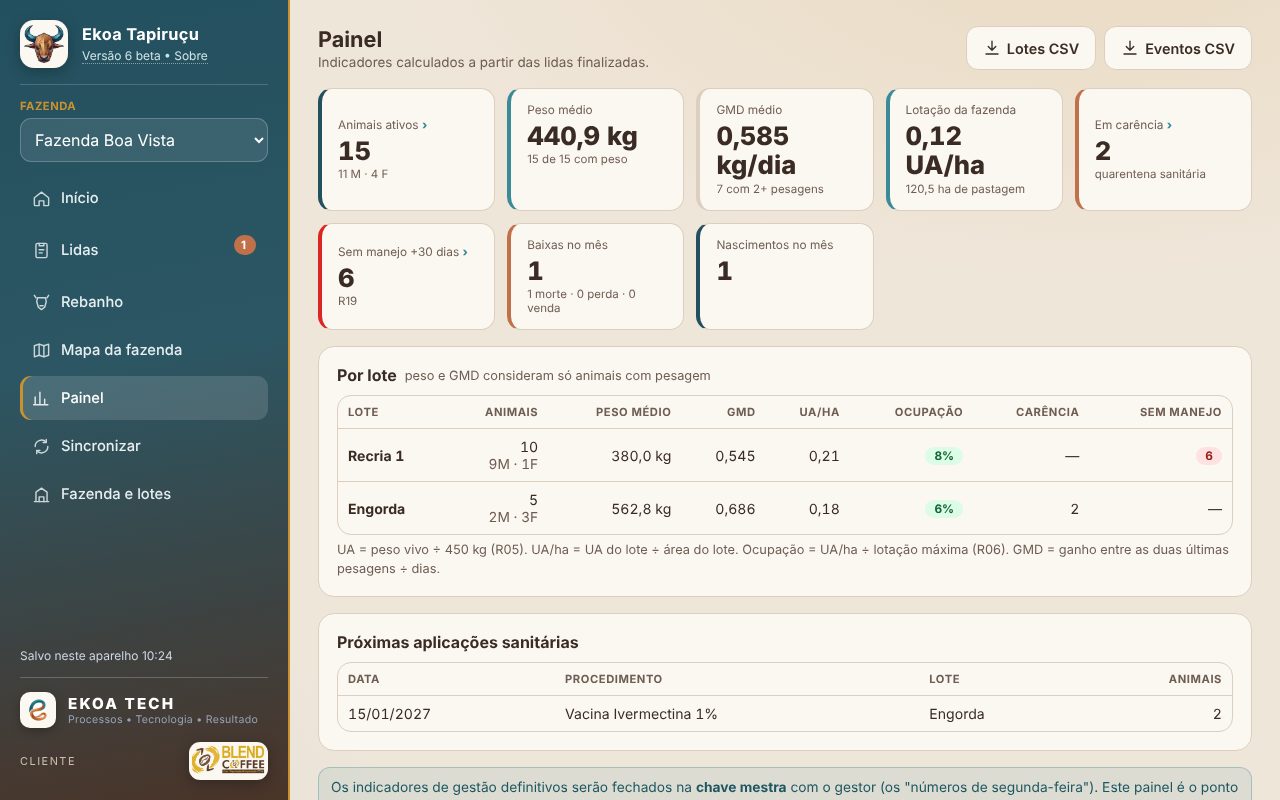 Ekoa Tapiruçu
Versão 6 beta • Sobre
FAZENDA
Fazenda Boa Vista
Início
Lidas
1
Rebanho
Mapa da fazenda
Painel
Sincronizar
Fazenda e lotes
Salvo neste aparelho 10:24
EKOA TECH
Processos • Tecnologia • Resultado
CLIENTE
BLEND
COFFEE
Painel
Indicadores calculados a partir das lidas finalizadas.
Lotes CSV
Eventos CSV
Animais ativos ›
15
11 M · 4 F
Peso médio
440,9 kg
15 de 15 com peso
GMD médio
0,585
kg/dia
7 com 2+ pesagens
Lotação da fazenda
0,12
UA/ha
120,5 ha de pastagem
Em carência ›
2
quarentena sanitária
Sem manejo +30 dias ›
6
R19
Baixas no mês
1
1 morte · 0 perda · 0
venda
Nascimentos no mês
1
Por lote peso e GMD consideram só animais com pesagem
LOTE ANIMAIS PESO MÉDIO GMD UA/HA OCUPAÇÃO CARÊNCIA SEM MANEJO
Recria 1 10 380,0 kg 0,545 0,21 8% — 6
9M · 1F
Engorda 5 562,8 kg 0,686 0,18 6% 2 —
2M · 3F
UA = peso vivo ÷ 450 kg (R05). UA/ha = UA do lote ÷ área do lote. Ocupação = UA/ha ÷ lotação máxima (R06). GMD = ganho entre as duas últimas
pesagens ÷ dias.
Próximas aplicações sanitárias
DATA PROCEDIMENTO LOTE ANIMAIS
15/01/2027 Vacina Ivermectina 1% Engorda 2
Os indicadores de gestão definitivos serão fechados na chave mestra com o gestor (os "números de segunda-feira"). Este painel é o ponto